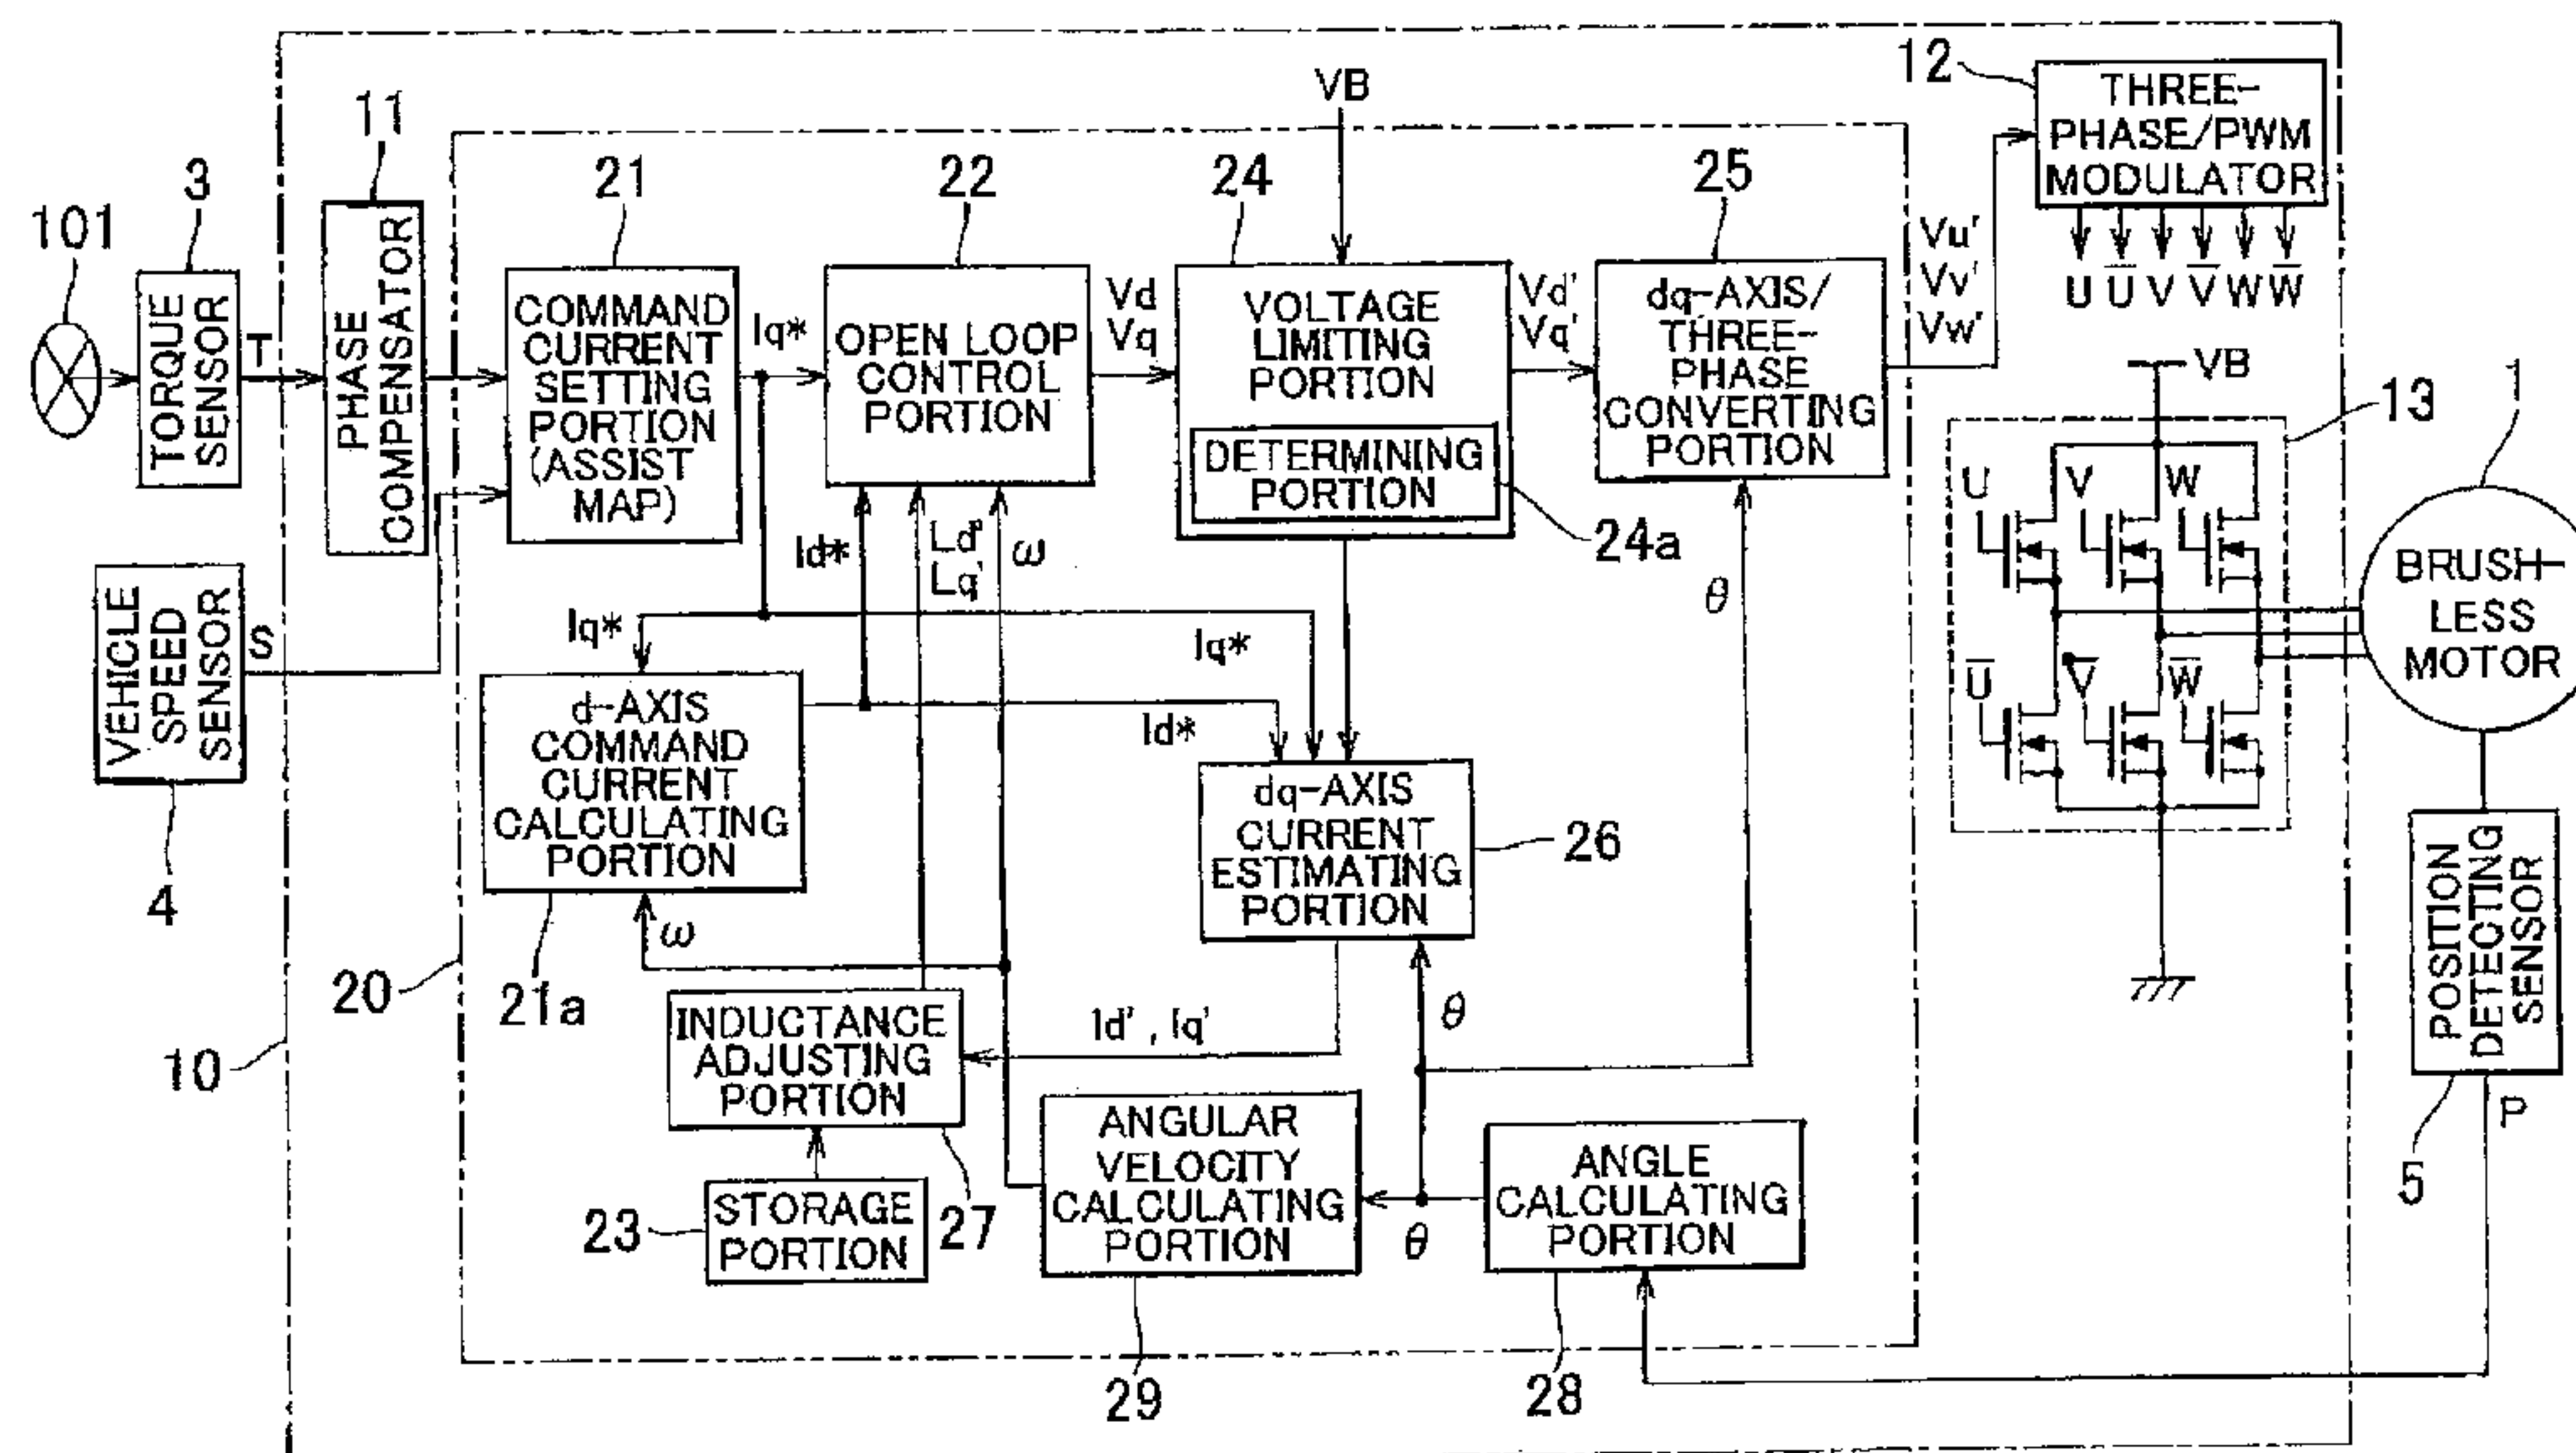 101
3
TORQUE
SENSOR
T
VEHICLE
SPEED
SENSOR
S
4
11
PHASE
COMPENSATOR
10
20
21
COMMAND
CURRENT
SETTING
PORTION
(ASSIST
MAP)
Iq*
22
OPEN LOOP
CONTROL
PORTION
Vd
Vq
24
VB
VOLTAGE
LIMITING
PORTION
DETERMINING
PORTION
24a
Vd'
Vq'
25
dq-AXIS/
THREE-
PHASE
CONVERTING
PORTION
Vu'
Vv'
Vw'
12
THREE-
PHASE/PWM
MODULATOR
U U̅ V V̅ W W̅
Id*
Ld'
Lq'
ω
θ
Iq*
Iq*
Id*
d-AXIS
COMMAND
CURRENT
CALCULATING
PORTION
21a
ω
dq-AXIS
CURRENT
ESTIMATING
PORTION
26
Id' , Iq'
θ
INDUCTANCE
ADJUSTING
PORTION
27
23
STORAGE
PORTION
ANGULAR
VELOCITY
CALCULATING
PORTION
29
θ
ANGLE
CALCULATING
PORTION
28
VB
13
U V W
U̅ V̅ W̅
1
BRUSH-
LESS
MOTOR
POSITION
DETECTING
SENSOR
5
P